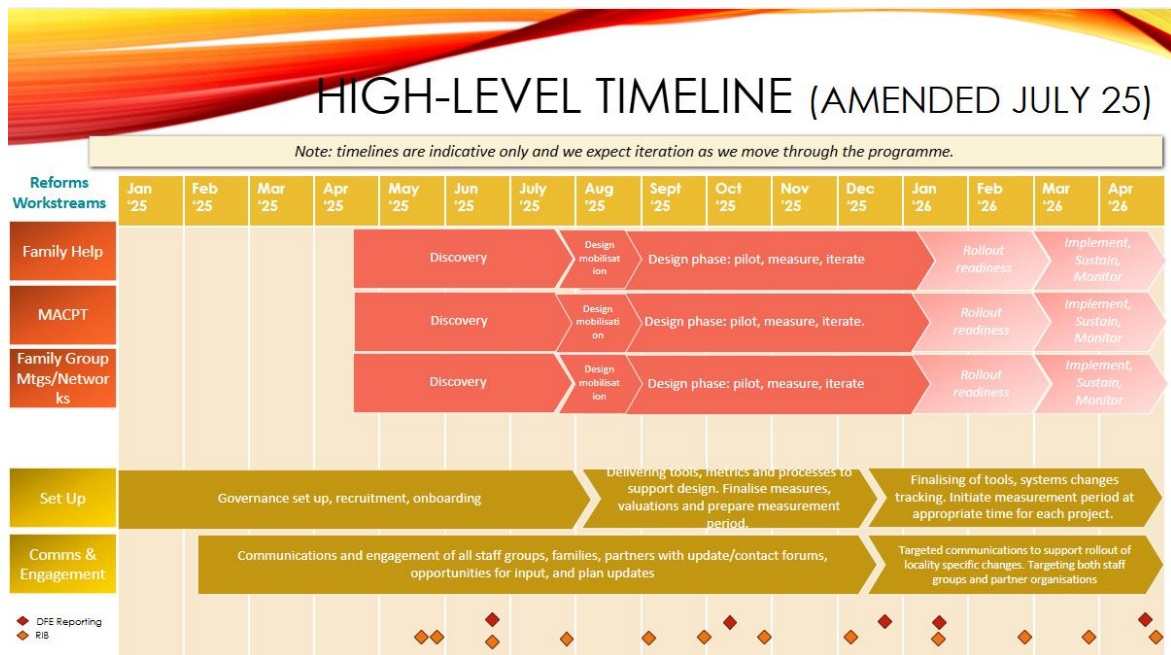 HIGH-LEVEL TIMELINE (AMENDED JULY 25)
Note: timelines are indicative only and we expect iteration as we move through the programme.
Reforms
Workstreams
Jan
'25
Feb
'25
Mar
'25
Apr
'25
May
'25
Jun
'25
July
'25
Aug
'25
Sept
'25
Oct
'25
Nov
'25
Dec
'25
Jan
'26
Feb
'26
Mar
'26
Apr
'26
Family Help
Discovery
Design
mobilisat
ion
Design phase: pilot, measure, iterate
Rollout
readiness
Implement,
Sustain,
Monitor
MACPT
Discovery
Design
mobilisati
on
Design phase: pilot, measure, iterate.
Rollout
readiness
Implement,
Sustain,
Monitor
Family Group
Mtgs/Networ
ks
Discovery
Design
mobilisat
ion
Design phase: pilot, measure, iterate
Rollout
readiness
Implement,
Sustain,
Monitor
Set Up
Governance set up, recruitment, onboarding
Delivering tools, metrics and processes to
support design. Finalise measures,
valuations and prepare measurement
period.
Finalising of tools, systems changes
tracking. Initiate measurement period at
appropriate time for each project.
Comms &
Engagement
Communications and engagement of all staff groups, families, partners with update/contact forums,
opportunities for input, and plan updates
Targeted communications to support rollout of
locality specific changes. Targeting both staff
groups and partner organisations
DFE Reporting
RIB